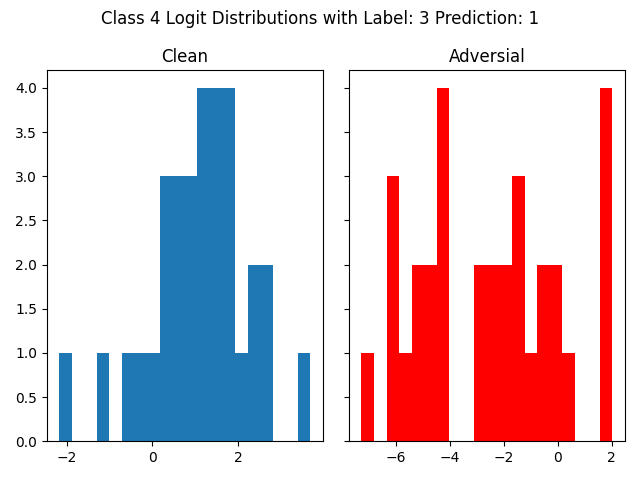 Class 4 Logit Distributions with Label: 3 Prediction: 1
Clean
Adversial
4.0
3.5
3.0
2.5
2.0
1.5
1.0
0.5
0.0
−2 0 2
−6 −4 −2 0 2